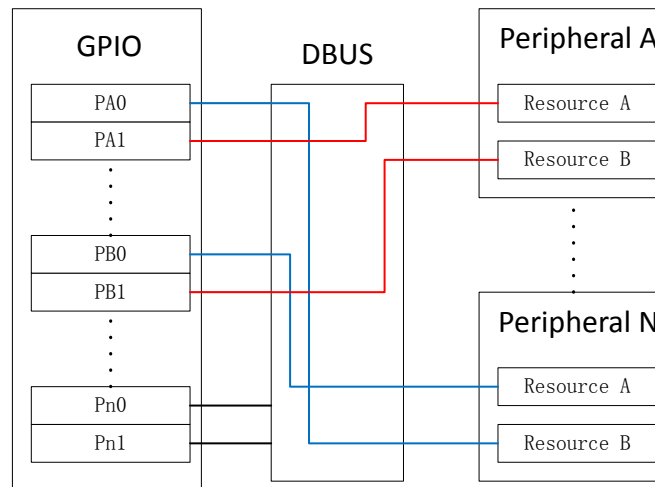 GPIO
PA0
PA1
PB0
PB1
Pn0
Pn1
DBUS
Peripheral A
Resource A
Resource B
Peripheral N
Resource A
Resource B